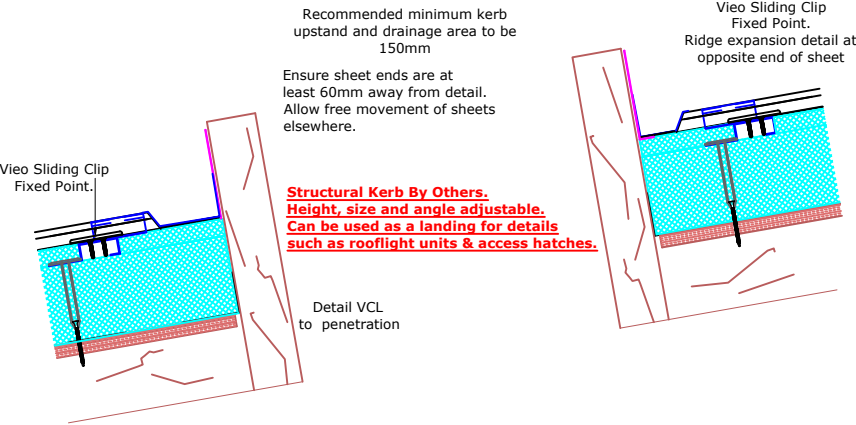 Recommended minimum kerb
upstand and drainage area to be
150mm
Ensure sheet ends are at
least 60mm away from detail.
Allow free movement of sheets
elsewhere.
Vieo Sliding Clip
Fixed Point.
Ridge expansion detail at
opposite end of sheet
Vieo Sliding Clip
Fixed Point.
Structural Kerb By Others.
Height, size and angle adjustable.
Can be used as a landing for details
such as rooflight units & access hatches.
Detail VCL
to penetration